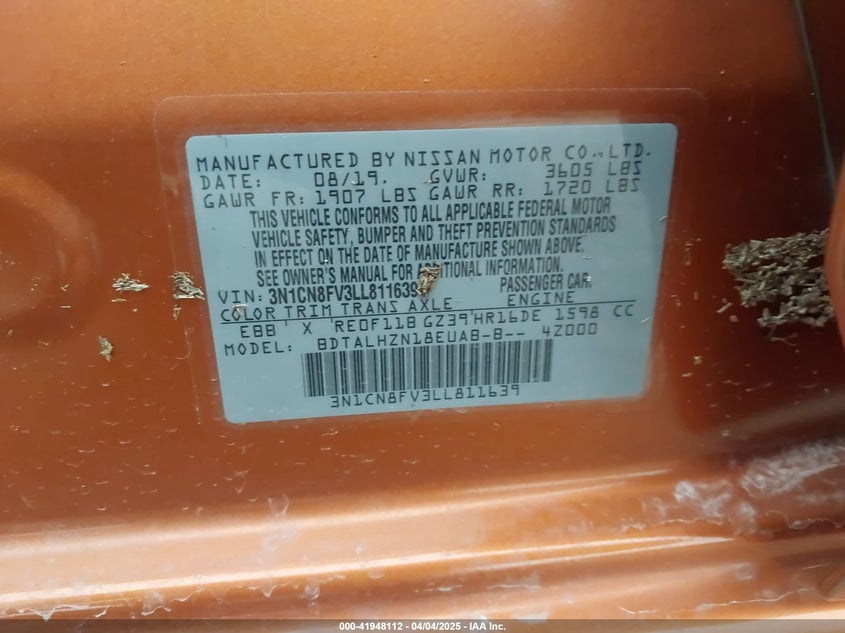 MANUFACTURED BY NISSAN MOTOR CO.,LTD.
DATE: 08/19. GVWR: 3605 LBS
GAWR FR: 1907 LBS GAWR RR: 1720 LBS
THIS VEHICLE CONFORMS TO ALL APPLICABLE FEDERAL MOTOR
VEHICLE SAFETY, BUMPER AND THEFT PREVENTION STANDARDS
IN EFFECT ON THE DATE OF MANUFACTURE SHOWN ABOVE.
SEE OWNER'S MANUAL FOR ADDITIONAL INFORMATION.
VIN: 3N1CN8FV3LL811639 PASSENGER CAR.
COLOR TRIM TRANS AXLE ENGINE
EBB X RE0F11B GZ39 HR16DE 1598 CC
MODEL: BDTALHZN18EUAB-B-- 4Z000
3N1CN8FV3LL811639
000-41948112 - 04/04/2025 - IAA Inc.